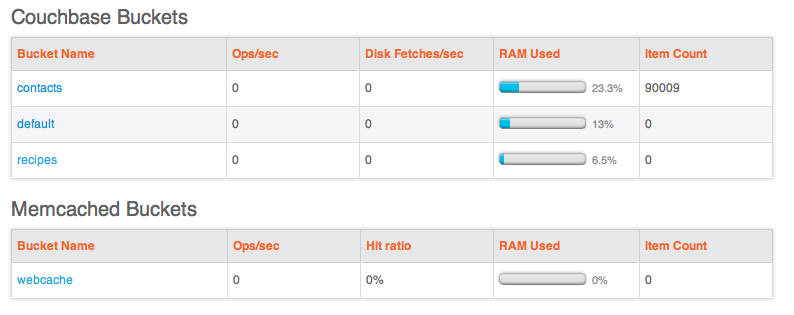 Couchbase Buckets
Bucket Name Ops/sec Disk Fetches/sec RAM Used Item Count
contacts 0 0 23.3% 90009
default 0 0 13% 0
recipes 0 0 6.5% 0
Memcached Buckets
Bucket Name Ops/sec Hit ratio RAM Used Item Count
webcache 0 0% 0% 0